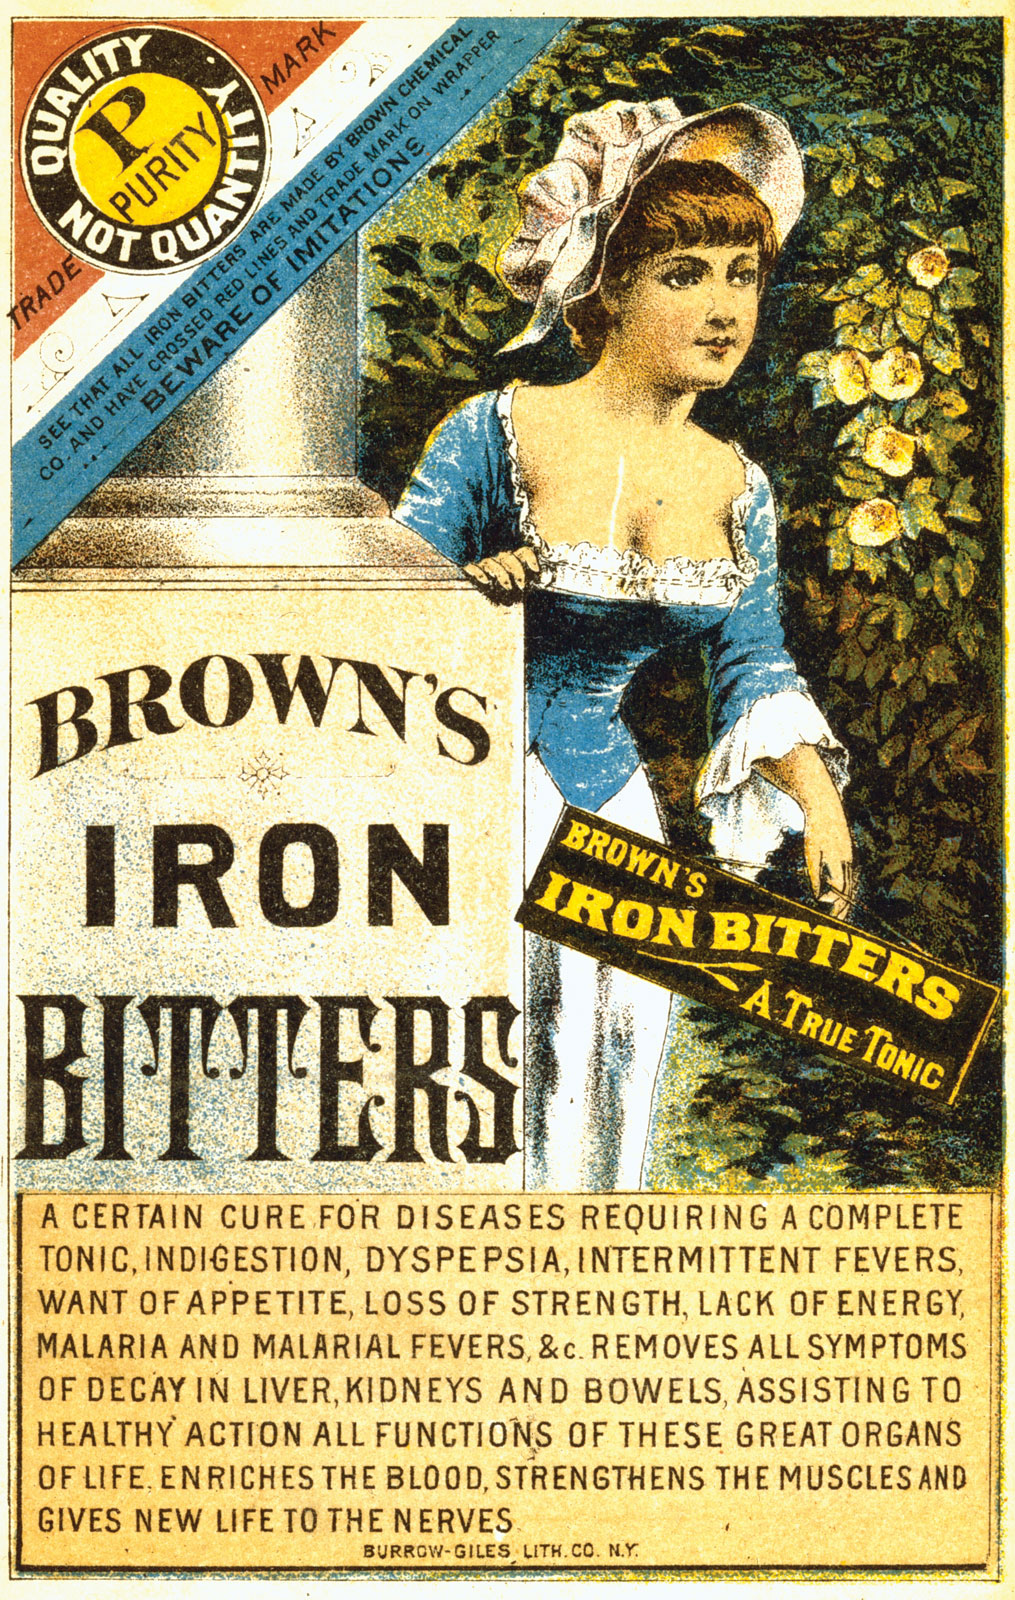 QUALITY
NOT QUANTITY
P
PURITY
TRADE MARK
SEE THAT ALL IRON BITTERS ARE MADE BY BROWN CHEMICAL
CO. AND HAVE CROSSED RED LINES AND TRADE MARK ON WRAPPER
BEWARE OF IMITATIONS
BROWN'S
IRON
BITTERS
BROWN'S
IRON BITTERS
A TRUE TONIC
A CERTAIN CURE FOR DISEASES REQUIRING A COMPLETE
TONIC, INDIGESTION, DYSPEPSIA, INTERMITTENT FEVERS,
WANT OF APPETITE, LOSS OF STRENGTH, LACK OF ENERGY,
MALARIA AND MALARIAL FEVERS, &c. REMOVES ALL SYMPTOMS
OF DECAY IN LIVER, KIDNEYS AND BOWELS, ASSISTING TO
HEALTHY ACTION ALL FUNCTIONS OF THESE GREAT ORGANS
OF LIFE. ENRICHES THE BLOOD, STRENGTHENS THE MUSCLES AND
GIVES NEW LIFE TO THE NERVES
BURROW-GILES LITH. CO. N.Y.